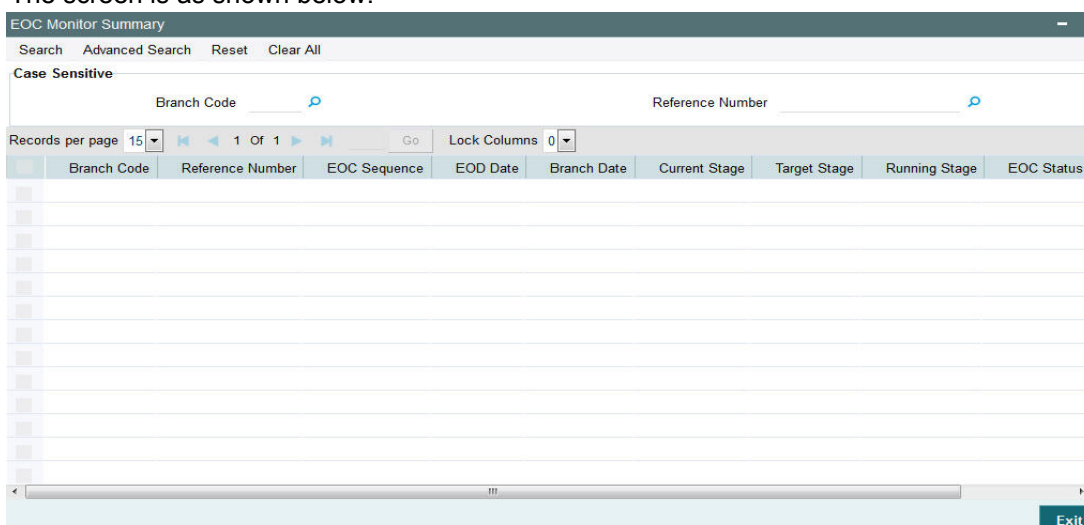 The screen is as shown below:
EOC Monitor Summary
Search Advanced Search Reset Clear All
Case Sensitive
Branch Code Reference Number
Records per page 15 1 Of 1 Go Lock Columns 0
Branch Code Reference Number EOC Sequence EOD Date Branch Date Current Stage Target Stage Running Stage EOC Status
Exit